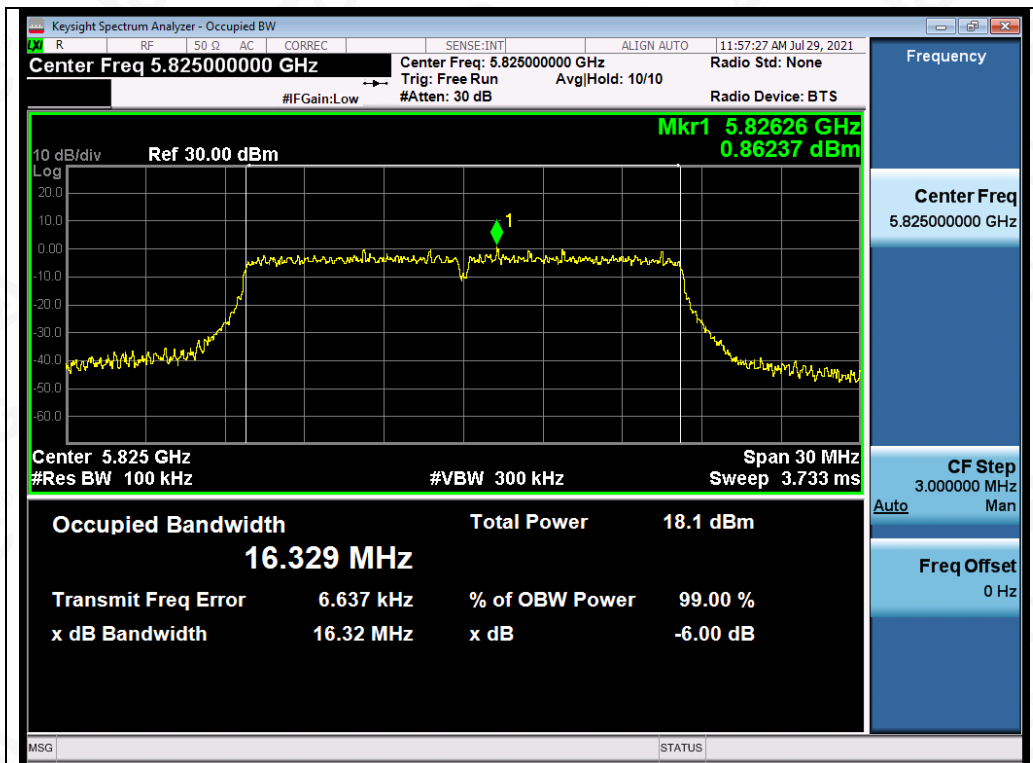 Keysight Spectrum Analyzer - Occupied BW
LXI R RF 50 Ω AC CORREC SENSE:INT ALIGN AUTO 11:57:27 AM Jul 29, 2021
Center Freq 5.825000000 GHz Center Freq: 5.825000000 GHz Radio Std: None
Trig: Free Run Avg|Hold: 10/10
#IFGain:Low #Atten: 30 dB Radio Device: BTS
Mkr1 5.82626 GHz
10 dB/div Ref 30.00 dBm 0.86237 dBm
Log
20.0
10.0
1
0.00
-10.0
-20.0
-30.0
-40.0
-50.0
-60.0
Center 5.825 GHz Span 30 MHz
#Res BW 100 kHz #VBW 300 kHz Sweep 3.733 ms
Occupied Bandwidth Total Power 18.1 dBm
16.329 MHz
Transmit Freq Error 6.637 kHz % of OBW Power 99.00 %
x dB Bandwidth 16.32 MHz x dB -6.00 dB
MSG STATUS
Frequency
Center Freq
5.825000000 GHz
CF Step
3.000000 MHz
Auto Man
Freq Offset
0 Hz